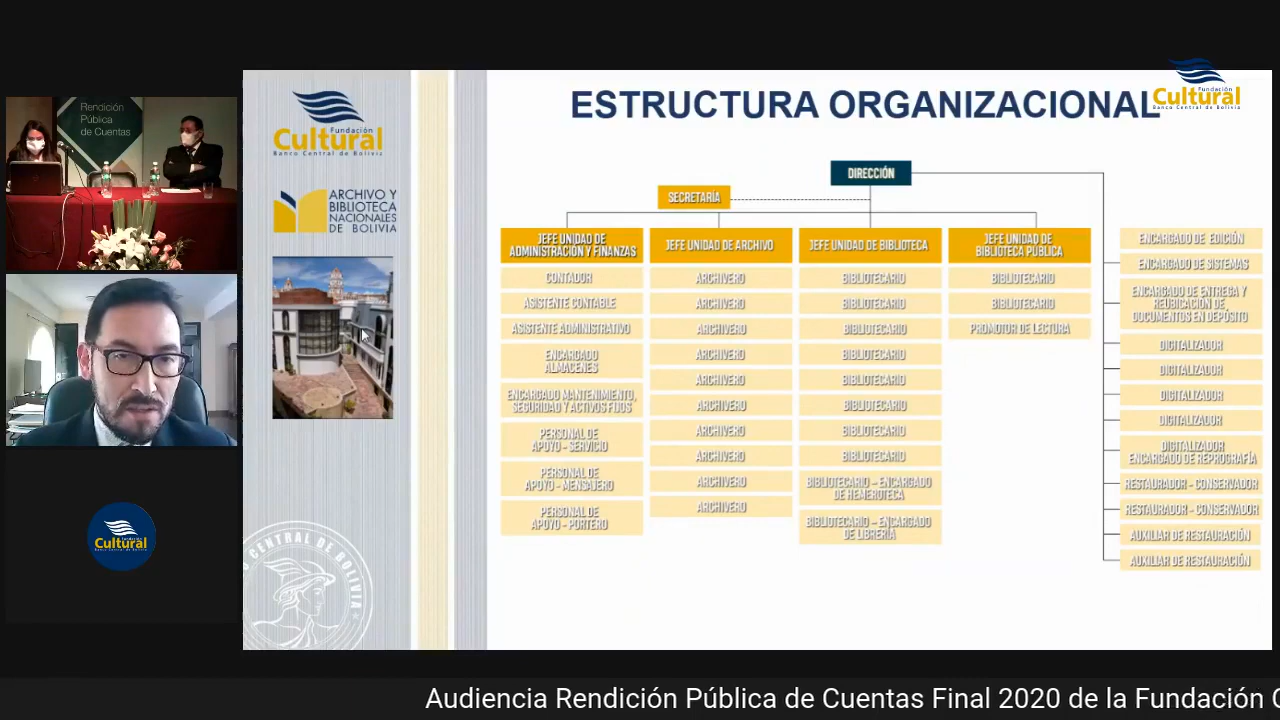 Rendición
Pública
de Cuentas
Cultural
Banco Central de Bolivia
Fundación
Cultural
Banco Central de Bolivia
ARCHIVO Y
BIBLIOTECA
NACIONALES
DE BOLIVIA
CENTRAL DE BOLIVIA
ESTRUCTURA ORGANIZACIONAL
Fundación
Cultural
Banco Central de Bolivia
DIRECCIÓN
SECRETARÍA
JEFE UNIDAD DE
ADMINISTRACIÓN Y FINANZAS
CONTADOR
ASISTENTE CONTABLE
ASISTENTE ADMINISTRATIVO
ENCARGADO
ALMACENES
ENCARGADO MANTENIMIENTO,
SEGURIDAD Y ACTIVOS FIJOS
PERSONAL DE
APOYO - SERVICIO
PERSONAL DE
APOYO - MENSAJERO
PERSONAL DE
APOYO - PORTERO
JEFE UNIDAD DE ARCHIVO
ARCHIVERO
ARCHIVERO
ARCHIVERO
ARCHIVERO
ARCHIVERO
ARCHIVERO
ARCHIVERO
ARCHIVERO
ARCHIVERO
ARCHIVERO
JEFE UNIDAD DE BIBLIOTECA
BIBLIOTECARIO
BIBLIOTECARIO
BIBLIOTECARIO
BIBLIOTECARIO
BIBLIOTECARIO
BIBLIOTECARIO
BIBLIOTECARIO
BIBLIOTECARIO
BIBLIOTECARIO - ENCARGADO
DE HEMEROTECA
BIBLIOTECARIO - ENCARGADO
DE LIBRERÍA
JEFE UNIDAD DE
BIBLIOTECA PÚBLICA
BIBLIOTECARIO
BIBLIOTECARIO
PROMOTOR DE LECTURA
ENCARGADO DE EDICIÓN
ENCARGADO DE SISTEMAS
ENCARGADO DE ENTREGA Y
REUBICACIÓN DE
DOCUMENTOS EN DEPÓSITO
DIGITALIZADOR
DIGITALIZADOR
DIGITALIZADOR
DIGITALIZADOR
DIGITALIZADOR
ENCARGADO DE REPROGRAFÍA
RESTAURADOR - CONSERVADOR
RESTAURADOR - CONSERVADOR
AUXILIAR DE RESTAURACIÓN
AUXILIAR DE RESTAURACIÓN
Audiencia Rendición Pública de Cuentas Final 2020 de la Fundación C